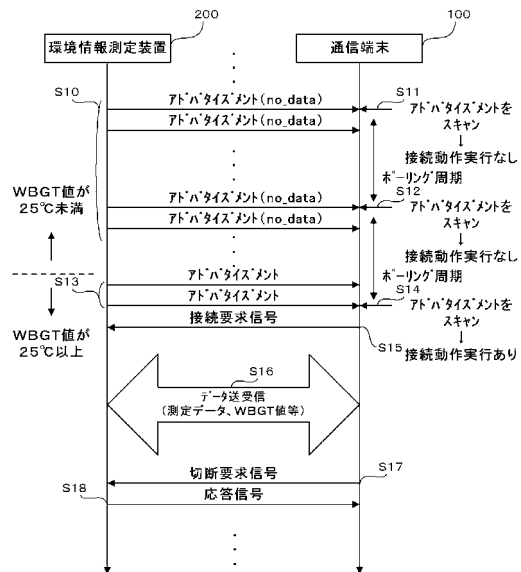 200
100
環境情報測定装置
通信端末
S10
アドバタイズメント(no_data)
S11
アドバタイズメントを
スキャン
アドバタイズメント(no_data)
接続動作実行なし
ポーリング周期
WBGT値が
25℃未満
アドバタイズメント(no_data)
S12
アドバタイズメントを
スキャン
アドバタイズメント(no_data)
接続動作実行なし
ポーリング周期
S13
アドバタイズメント
S14
アドバタイズメント
アドバタイズメントを
スキャン
WBGT値が
25℃以上
接続要求信号
S15
接続動作実行あり
S16
データ送受信
(測定データ、WBGT値等)
切断要求信号
S17
S18
応答信号